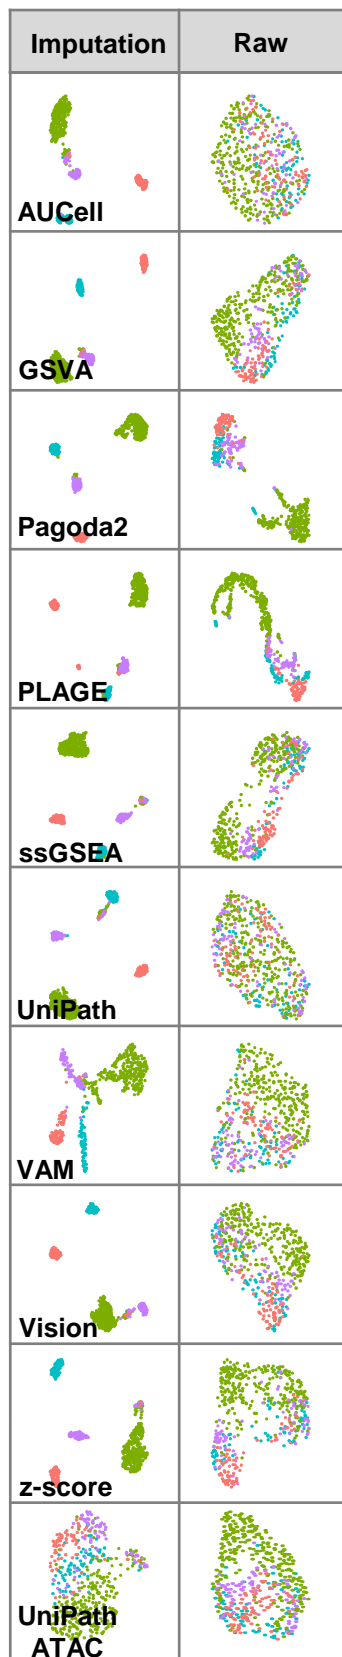 Imputation Raw
AUCell
GSVA
Pagoda2
PLAGE
ssGSEA
UniPath
VAM
Vision
z-score
UniPath
ATAC